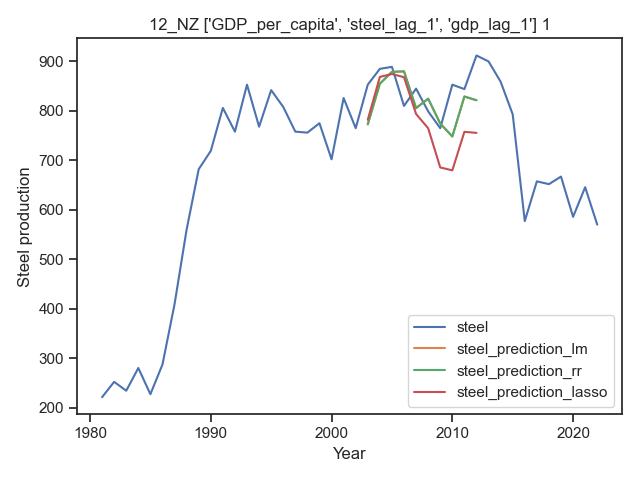 12_NZ ['GDP_per_capita', 'steel_lag_1', 'gdp_lag_1'] 1
900
800
700
600
500
400
300
200
Steel production
1980
1990
2000
2010
2020
Year
steel
steel_prediction_lm
steel_prediction_rr
steel_prediction_lasso